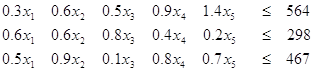 0.3x₁ 0.6x₂ 0.5x₃ 0.9x₄ 1.4x₅ ≤ 564
0.6x₁ 0.6x₂ 0.8x₃ 0.4x₄ 0.2x₅ ≤ 298
0.5x₁ 0.9x₂ 0.1x₃ 0.8x₄ 0.7x₅ ≤ 467